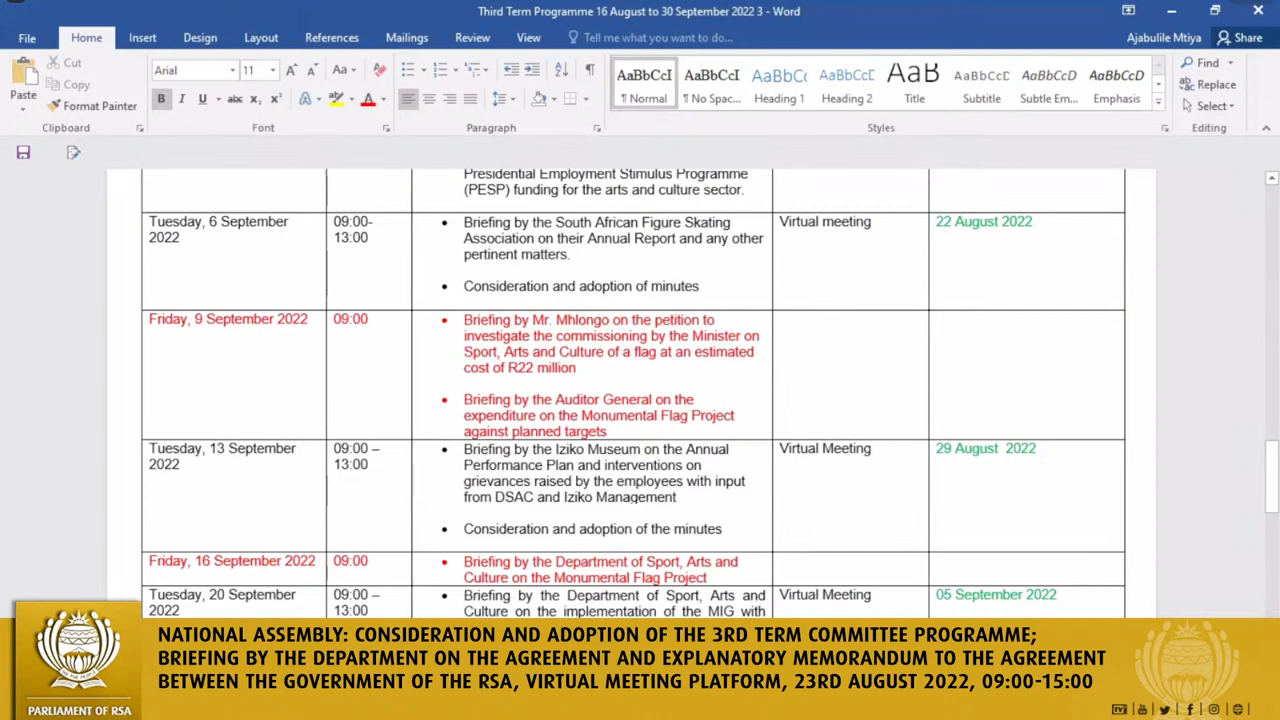 Third Term Programme 16 August to 30 September 2022 3 - Word
File Home Insert Design Layout References Mailings Review View Tell me what you want to do... Ajabulile Mtiya Share
Cut
Copy
Paste
Format Painter
Clipboard
Arial 11
Font
Paragraph
AaBbCcI AaBbCcI AaBbCc AaBbCcC AaB AaBbCcD AaBbCcD AaBbCcD
¶ Normal ¶ No Spac... Heading 1 Heading 2 Title Subtitle Subtle Em... Emphasis
Styles
Find
Replace
Select
Editing
Presidential Employment Stimulus Programme
(PESP) funding for the arts and culture sector.
Tuesday, 6 September
2022
09:00-
13:00
• Briefing by the South African Figure Skating
Association on their Annual Report and any other
pertinent matters.
• Consideration and adoption of minutes
Virtual meeting
22 August 2022
Friday, 9 September 2022
09:00
• Briefing by Mr. Mhlongo on the petition to
investigate the commissioning by the Minister on
Sport, Arts and Culture of a flag at an estimated
cost of R22 million
• Briefing by the Auditor General on the
expenditure on the Monumental Flag Project
against planned targets
Tuesday, 13 September
2022
09:00 –
13:00
• Briefing by the Iziko Museum on the Annual
Performance Plan and interventions on
grievances raised by the employees with input
from DSAC and Iziko Management
• Consideration and adoption of the minutes
Virtual Meeting
29 August 2022
Friday, 16 September 2022
09:00
• Briefing by the Department of Sport, Arts and
Culture on the Monumental Flag Project
Tuesday, 20 September
2022
09:00 –
13:00
• Briefing by the Department of Sport, Arts and
Culture on the implementation of the MIG with
Virtual Meeting
05 September 2022
NATIONAL ASSEMBLY: CONSIDERATION AND ADOPTION OF THE 3RD TERM COMMITTEE PROGRAMME;
BRIEFING BY THE DEPARTMENT ON THE AGREEMENT AND EXPLANATORY MEMORANDUM TO THE AGREEMENT
BETWEEN THE GOVERNMENT OF THE RSA, VIRTUAL MEETING PLATFORM, 23RD AUGUST 2022, 09:00-15:00
PARLIAMENT OF RSA